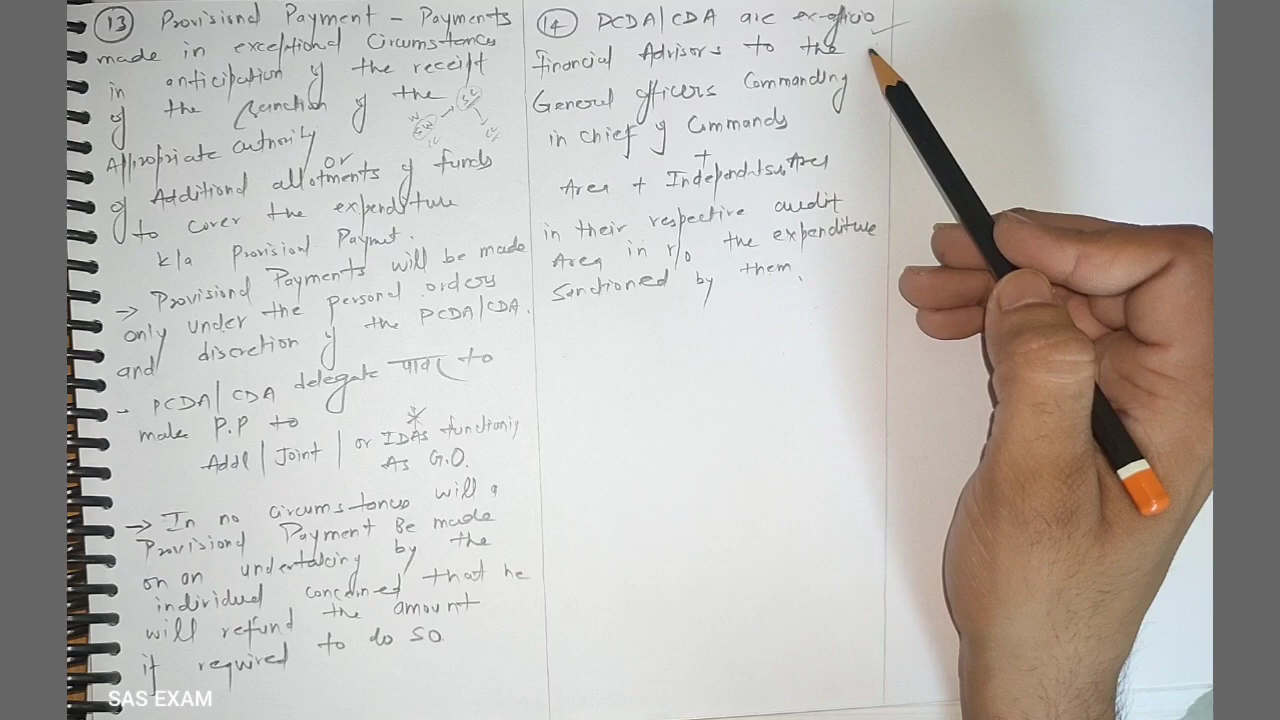 (13) Provisional Payment - Payments
made in exceptional Circumstances
in anticipation of the receipt
of the Sanction of the
Appropriate authority
or
of Additional allotments of funds
to cover the expenditure
k/a Provisional Paymet.
→ Provisional Payments will be made
only under the personal orders
and discretion of the PCDA/CDA.
- PCDA/CDA delegate पावर to
make P.P to
Addl / Joint / or IDAS functioning
As G.O.
→ In no circumstances will a
Provisional Payment Be made
on an undertaking by the
individual concerned that he
will refund the amount
if required to do so.
(14) PCDA/CDA are ex-officio
financial Advisors to the
General officers Commanding
in chief of Commands
+
Area + Independent sub Area
in their respective audit
Area in r/o the expenditure
Sanctioned by them.
SAS EXAM